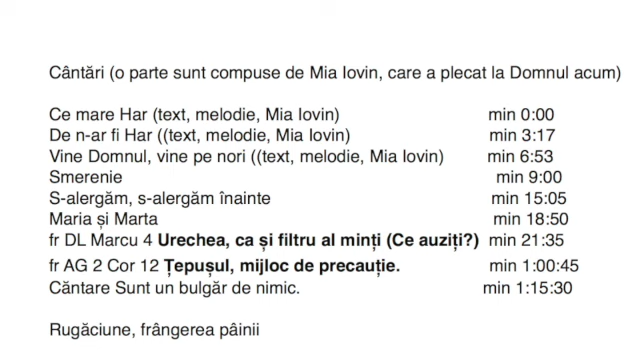 Cântări (o parte sunt compuse de Mia Iovin, care a plecat la Domnul acum)
Ce mare Har (text, melodie, Mia Iovin) min 0:00
De n-ar fi Har ((text, melodie, Mia Iovin) min 3:17
Vine Domnul, vine pe nori ((text, melodie, Mia Iovin) min 6:53
Smerenie min 9:00
S-alergăm, s-alergăm înainte min 15:05
Maria și Marta min 18:50
fr DL Marcu 4 Urechea, ca și filtru al minți (Ce auziți?) min 21:35
fr AG 2 Cor 12 Țepușul, mijloc de precauție. min 1:00:45
Căntare Sunt un bulgăr de nimic. min 1:15:30
Rugăciune, frângerea pâinii